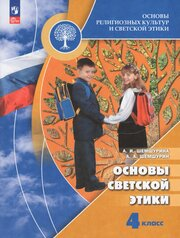 ОСНОВЫ
РЕЛИГИОЗНЫХ КУЛЬТУР
И СВЕТСКОЙ ЭТИКИ
А. И. ШЕМШУРИНА
А. А. ШЕМШУРИН
ОСНОВЫ
СВЕТСКОЙ
ЭТИКИ
4 КЛАСС